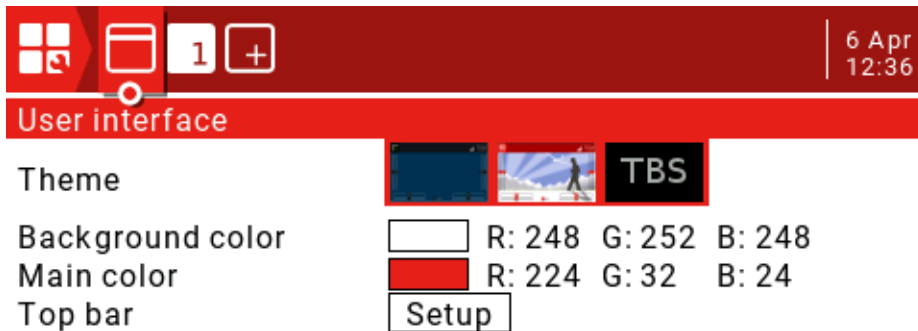 1 + 6 Apr
12:36
User interface
Theme TBS
Background color R: 248 G: 252 B: 248
Main color R: 224 G: 32 B: 24
Top bar Setup